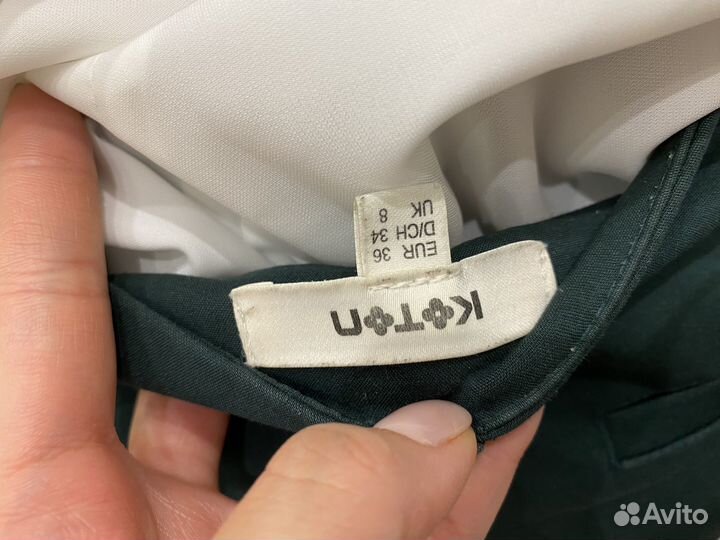 KOTON
EUR 36
D/CH 34
UK 8
Avito